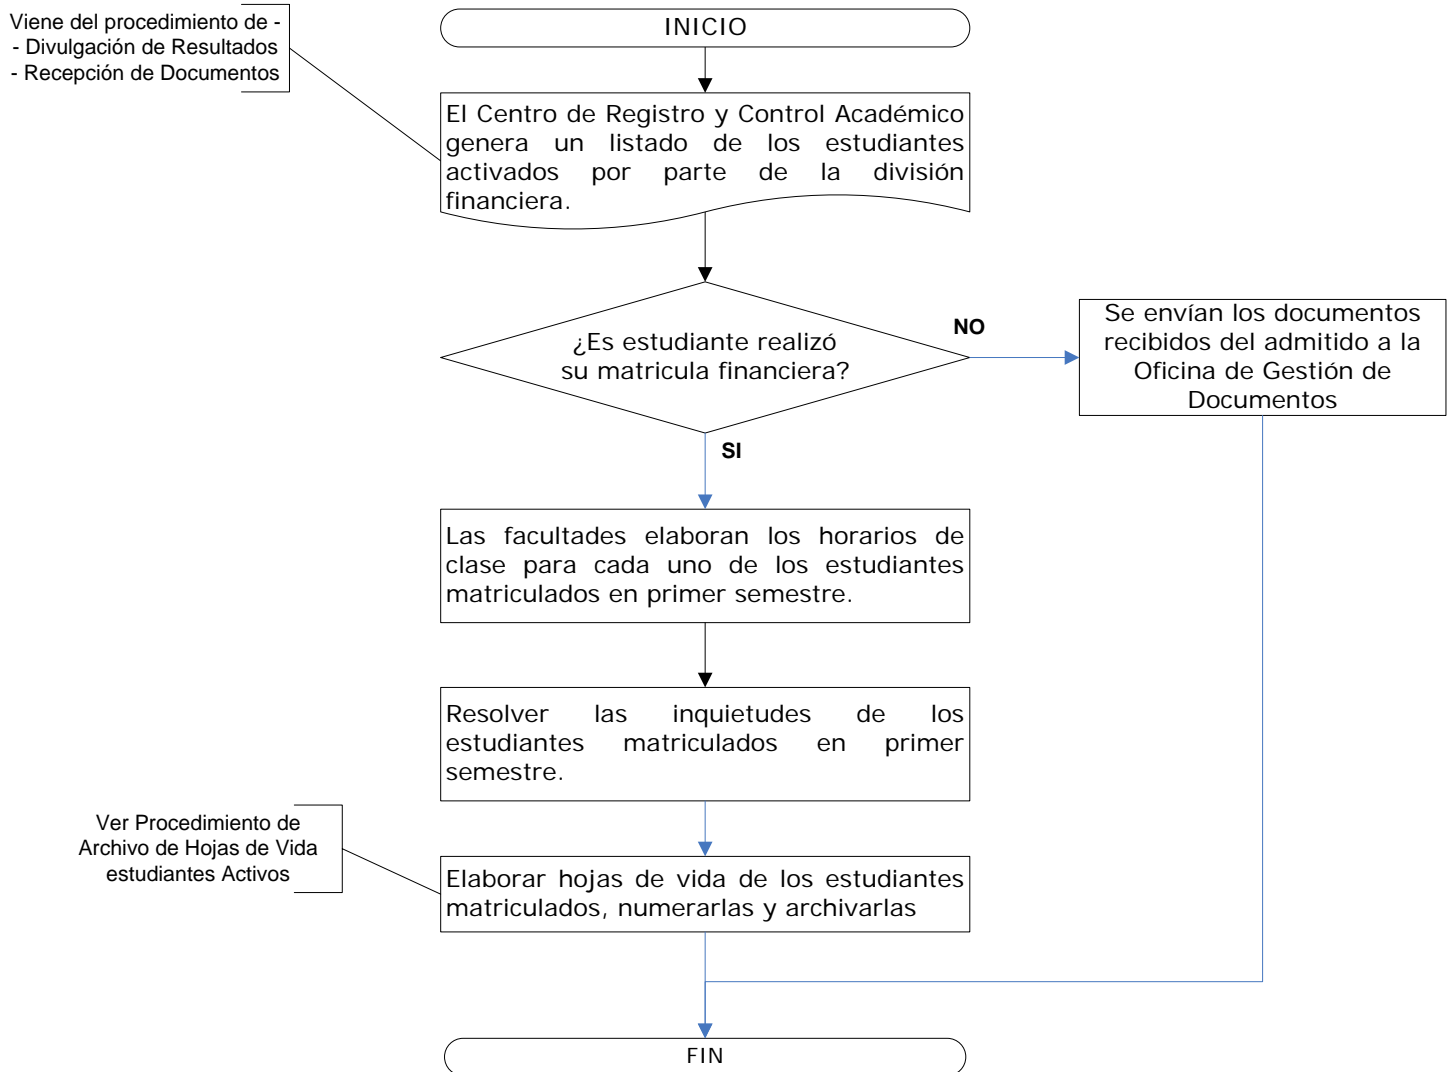 Viene del procedimiento de -
- Divulgación de Resultados
- Recepción de Documentos
INICIO
El Centro de Registro y Control Académico
genera un listado de los estudiantes
activados por parte de la división
financiera.
¿Es estudiante realizó
su matricula financiera?
NO
Se envían los documentos
recibidos del admitido a la
Oficina de Gestión de
Documentos
SI
Las facultades elaboran los horarios de
clase para cada uno de los estudiantes
matriculados en primer semestre.
Resolver las inquietudes de los
estudiantes matriculados en primer
semestre.
Ver Procedimiento de
Archivo de Hojas de Vida
estudiantes Activos
Elaborar hojas de vida de los estudiantes
matriculados, numerarlas y archivarlas
FIN